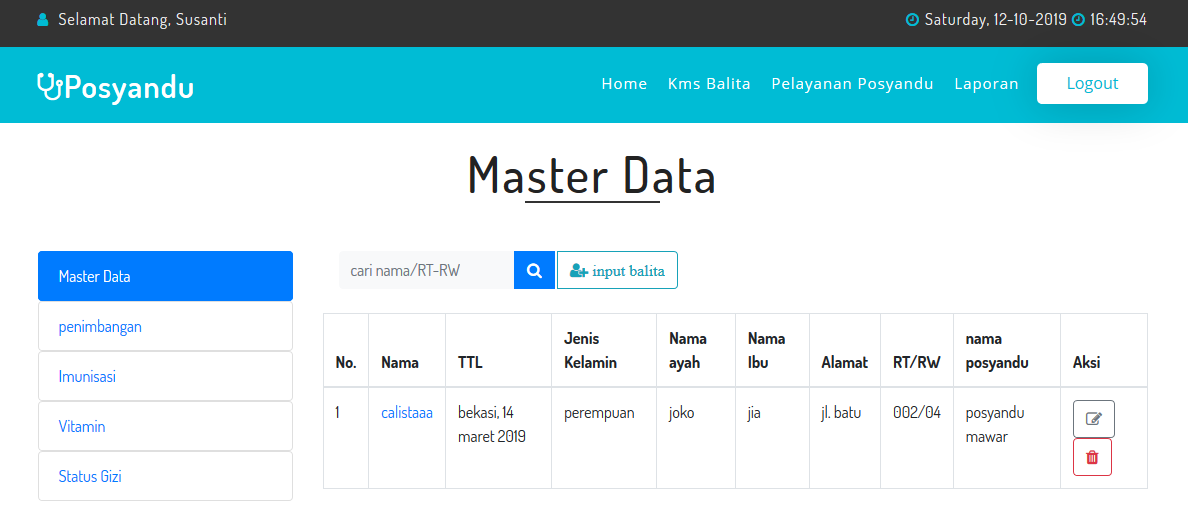 Selamat Datang, Susanti
Saturday, 12-10-2019 16:49:54
Posyandu
Home Kms Balita Pelayanan Posyandu Laporan Logout
Master Data
Master Data
penimbangan
Imunisasi
Vitamin
Status Gizi
cari nama/RT-RW
input balita
No. Nama TTL Jenis Kelamin Nama ayah Nama Ibu Alamat RT/RW nama posyandu Aksi
1 calistaaa bekasi, 14 maret 2019 perempuan joko jia jl. batu 002/04 posyandu mawar